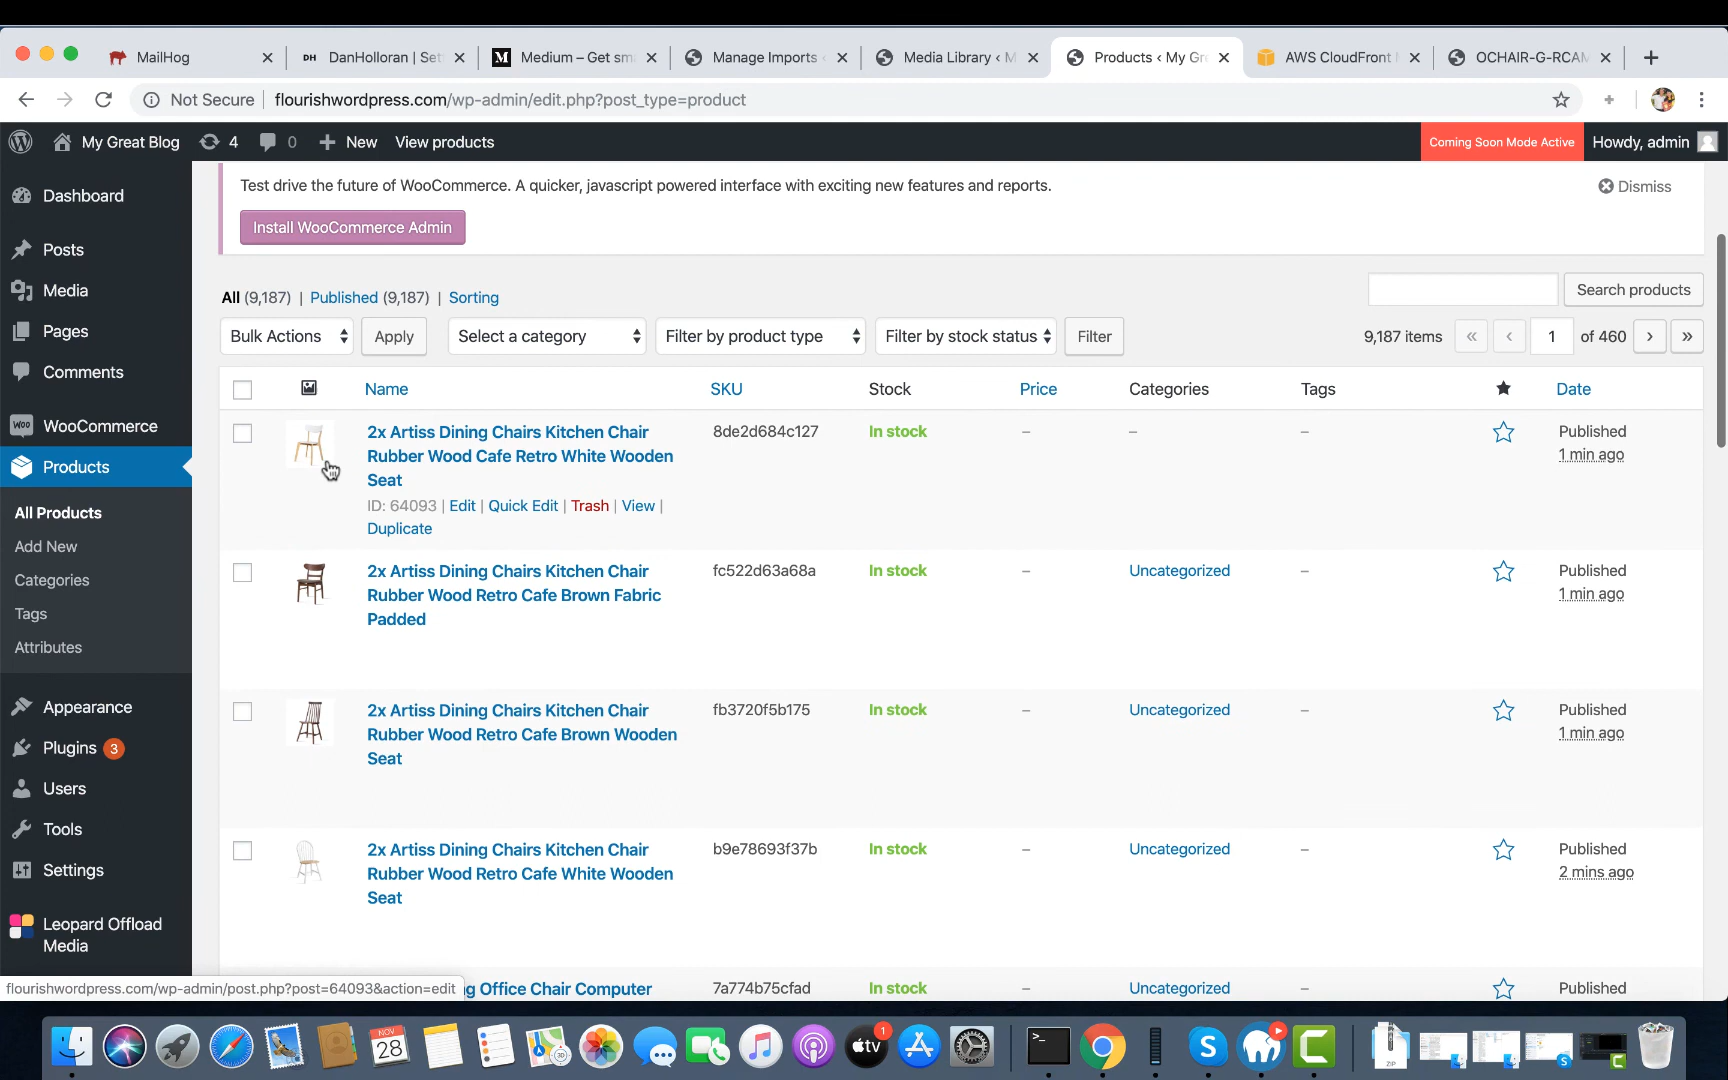 MailHog
DanHolloran | Set
Medium – Get sma
Manage Imports ‹
Media Library ‹ M
Products ‹ My Gre
AWS CloudFront
OCHAIR-G-RCAM
Not Secure | flourishwordpress.com/wp-admin/edit.php?post_type=product
My Great Blog 4 0 New View products Coming Soon Mode Active Howdy, admin
Test drive the future of WooCommerce. A quicker, javascript powered interface with exciting new features and reports.
Dismiss
Install WooCommerce Admin
Dashboard
Posts
Media
Pages
Comments
WooCommerce
Products
All Products
Add New
Categories
Tags
Attributes
Appearance
Plugins 3
Users
Tools
Settings
Leopard Offload
Media
All (9,187) | Published (9,187) | Sorting
Search products
Bulk Actions Apply Select a category Filter by product type Filter by stock status Filter 9,187 items « ‹ 1 of 460 › »
Name SKU Stock Price Categories Tags Date
2x Artiss Dining Chairs Kitchen Chair
Rubber Wood Cafe Retro White Wooden
Seat
8de2d684c127 In stock – – – Published
1 min ago
ID: 64093 | Edit | Quick Edit | Trash | View |
Duplicate
2x Artiss Dining Chairs Kitchen Chair
Rubber Wood Retro Cafe Brown Fabric
Padded
fc522d63a68a In stock – Uncategorized – Published
1 min ago
2x Artiss Dining Chairs Kitchen Chair
Rubber Wood Retro Cafe Brown Wooden
Seat
fb3720f5b175 In stock – Uncategorized – Published
1 min ago
2x Artiss Dining Chairs Kitchen Chair
Rubber Wood Retro Cafe White Wooden
Seat
b9e78693f37b In stock – Uncategorized – Published
2 mins ago
g Office Chair Computer 7a774b75cfad In stock – Uncategorized – Published
flourishwordpress.com/wp-admin/post.php?post=64093&action=edit
NOV
28
tv
1
ZIP